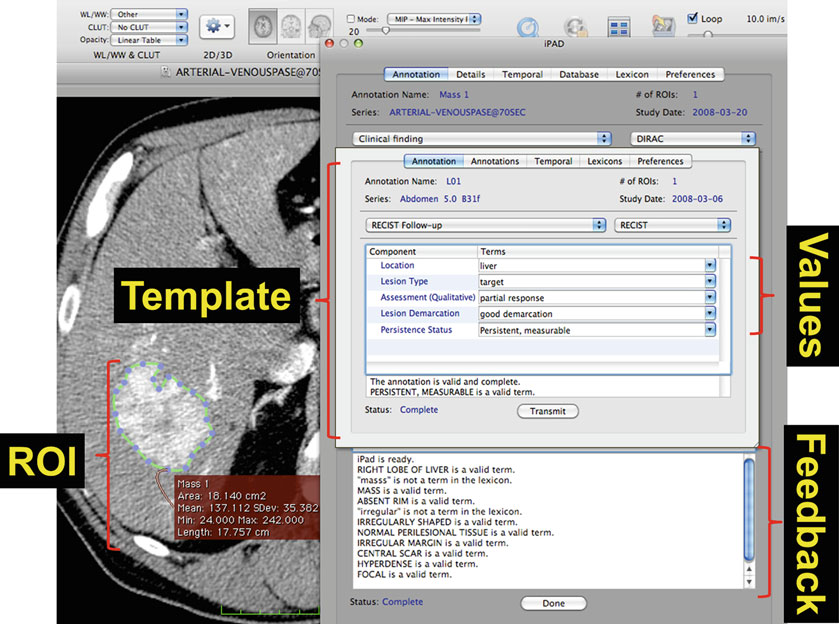 WL/WW: Other
CLUT: No CLUT
Opacity: Linear Table
WL/WW & CLUT
2D/3D
Orientation
Mode: MIP - Max Intensity
20
Loop
10.0 im/s
ARTERIAL-VENOUSPASE@70S
iPAD
Annotation Details Temporal Database Lexicon Preferences
Annotation Name: Mass 1
# of ROIs: 1
Series: ARTERIAL-VENOUSPASE@70SEC
Study Date: 2008-03-20
Clinical finding
DIRAC
Annotation Annotations Temporal Lexicons Preferences
Annotation Name: L01
# of ROIs: 1
Series: Abdomen 5.0 B31f
Study Date: 2008-03-06
RECIST Follow-up
RECIST
Component Terms
Location liver
Lesion Type target
Assessment (Qualitative) partial response
Lesion Demarcation good demarcation
Persistence Status Persistent, measurable
The annotation is valid and complete.
PERSISTENT, MEASURABLE is a valid term.
Status: Complete
Transmit
Template
Values
ROI
Mass 1
Area: 18.140 cm2
Mean: 137.112 SDev: 35.382
Min: 24.000 Max: 242.000
Length: 17.757 cm
iPad is ready.
RIGHT LOBE OF LIVER is a valid term.
"masss" is not a term in the lexicon.
MASS is a valid term.
ABSENT RIM is a valid term.
"irregular" is not a term in the lexicon.
IRREGULARLY SHAPED is a valid term.
NORMAL PERILESIONAL TISSUE is a valid term.
IRREGULAR MARGIN is a valid term.
CENTRAL SCAR is a valid term.
HYPERDENSE is a valid term.
FOCAL is a valid term.
Status: Complete
Done
Feedback